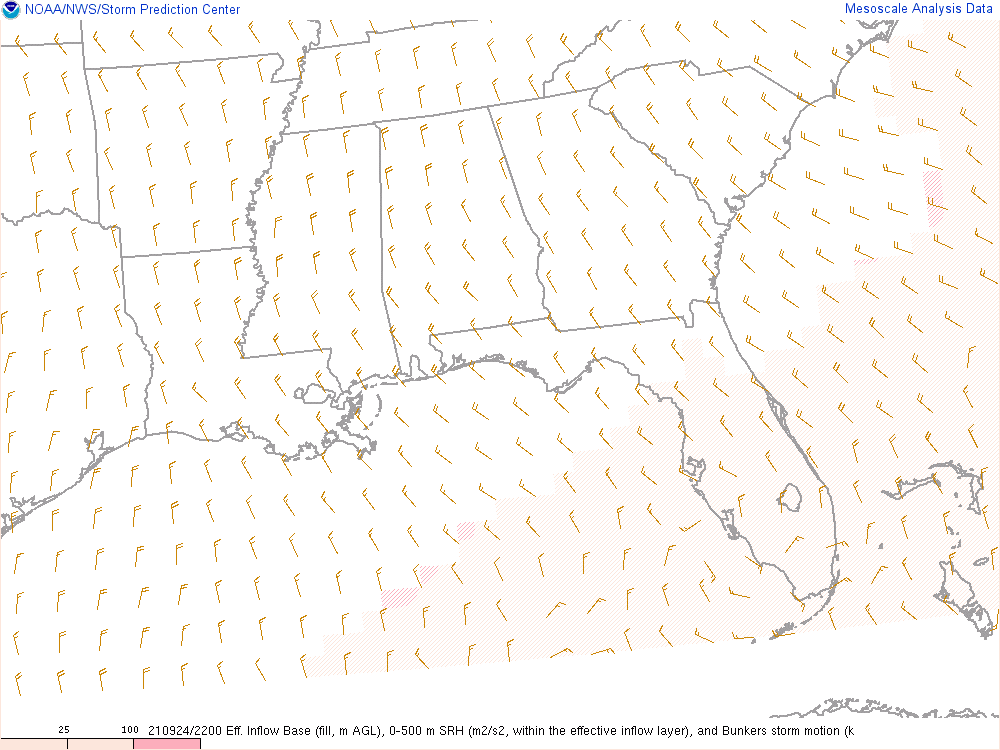 NOAA/NWS/Storm Prediction Center
Mesoscale Analysis Data
25 100
210924/2200 Eff. Inflow Base (fill, m AGL), 0-500 m SRH (m2/s2, within the effective inflow layer), and Bunkers storm motion (k